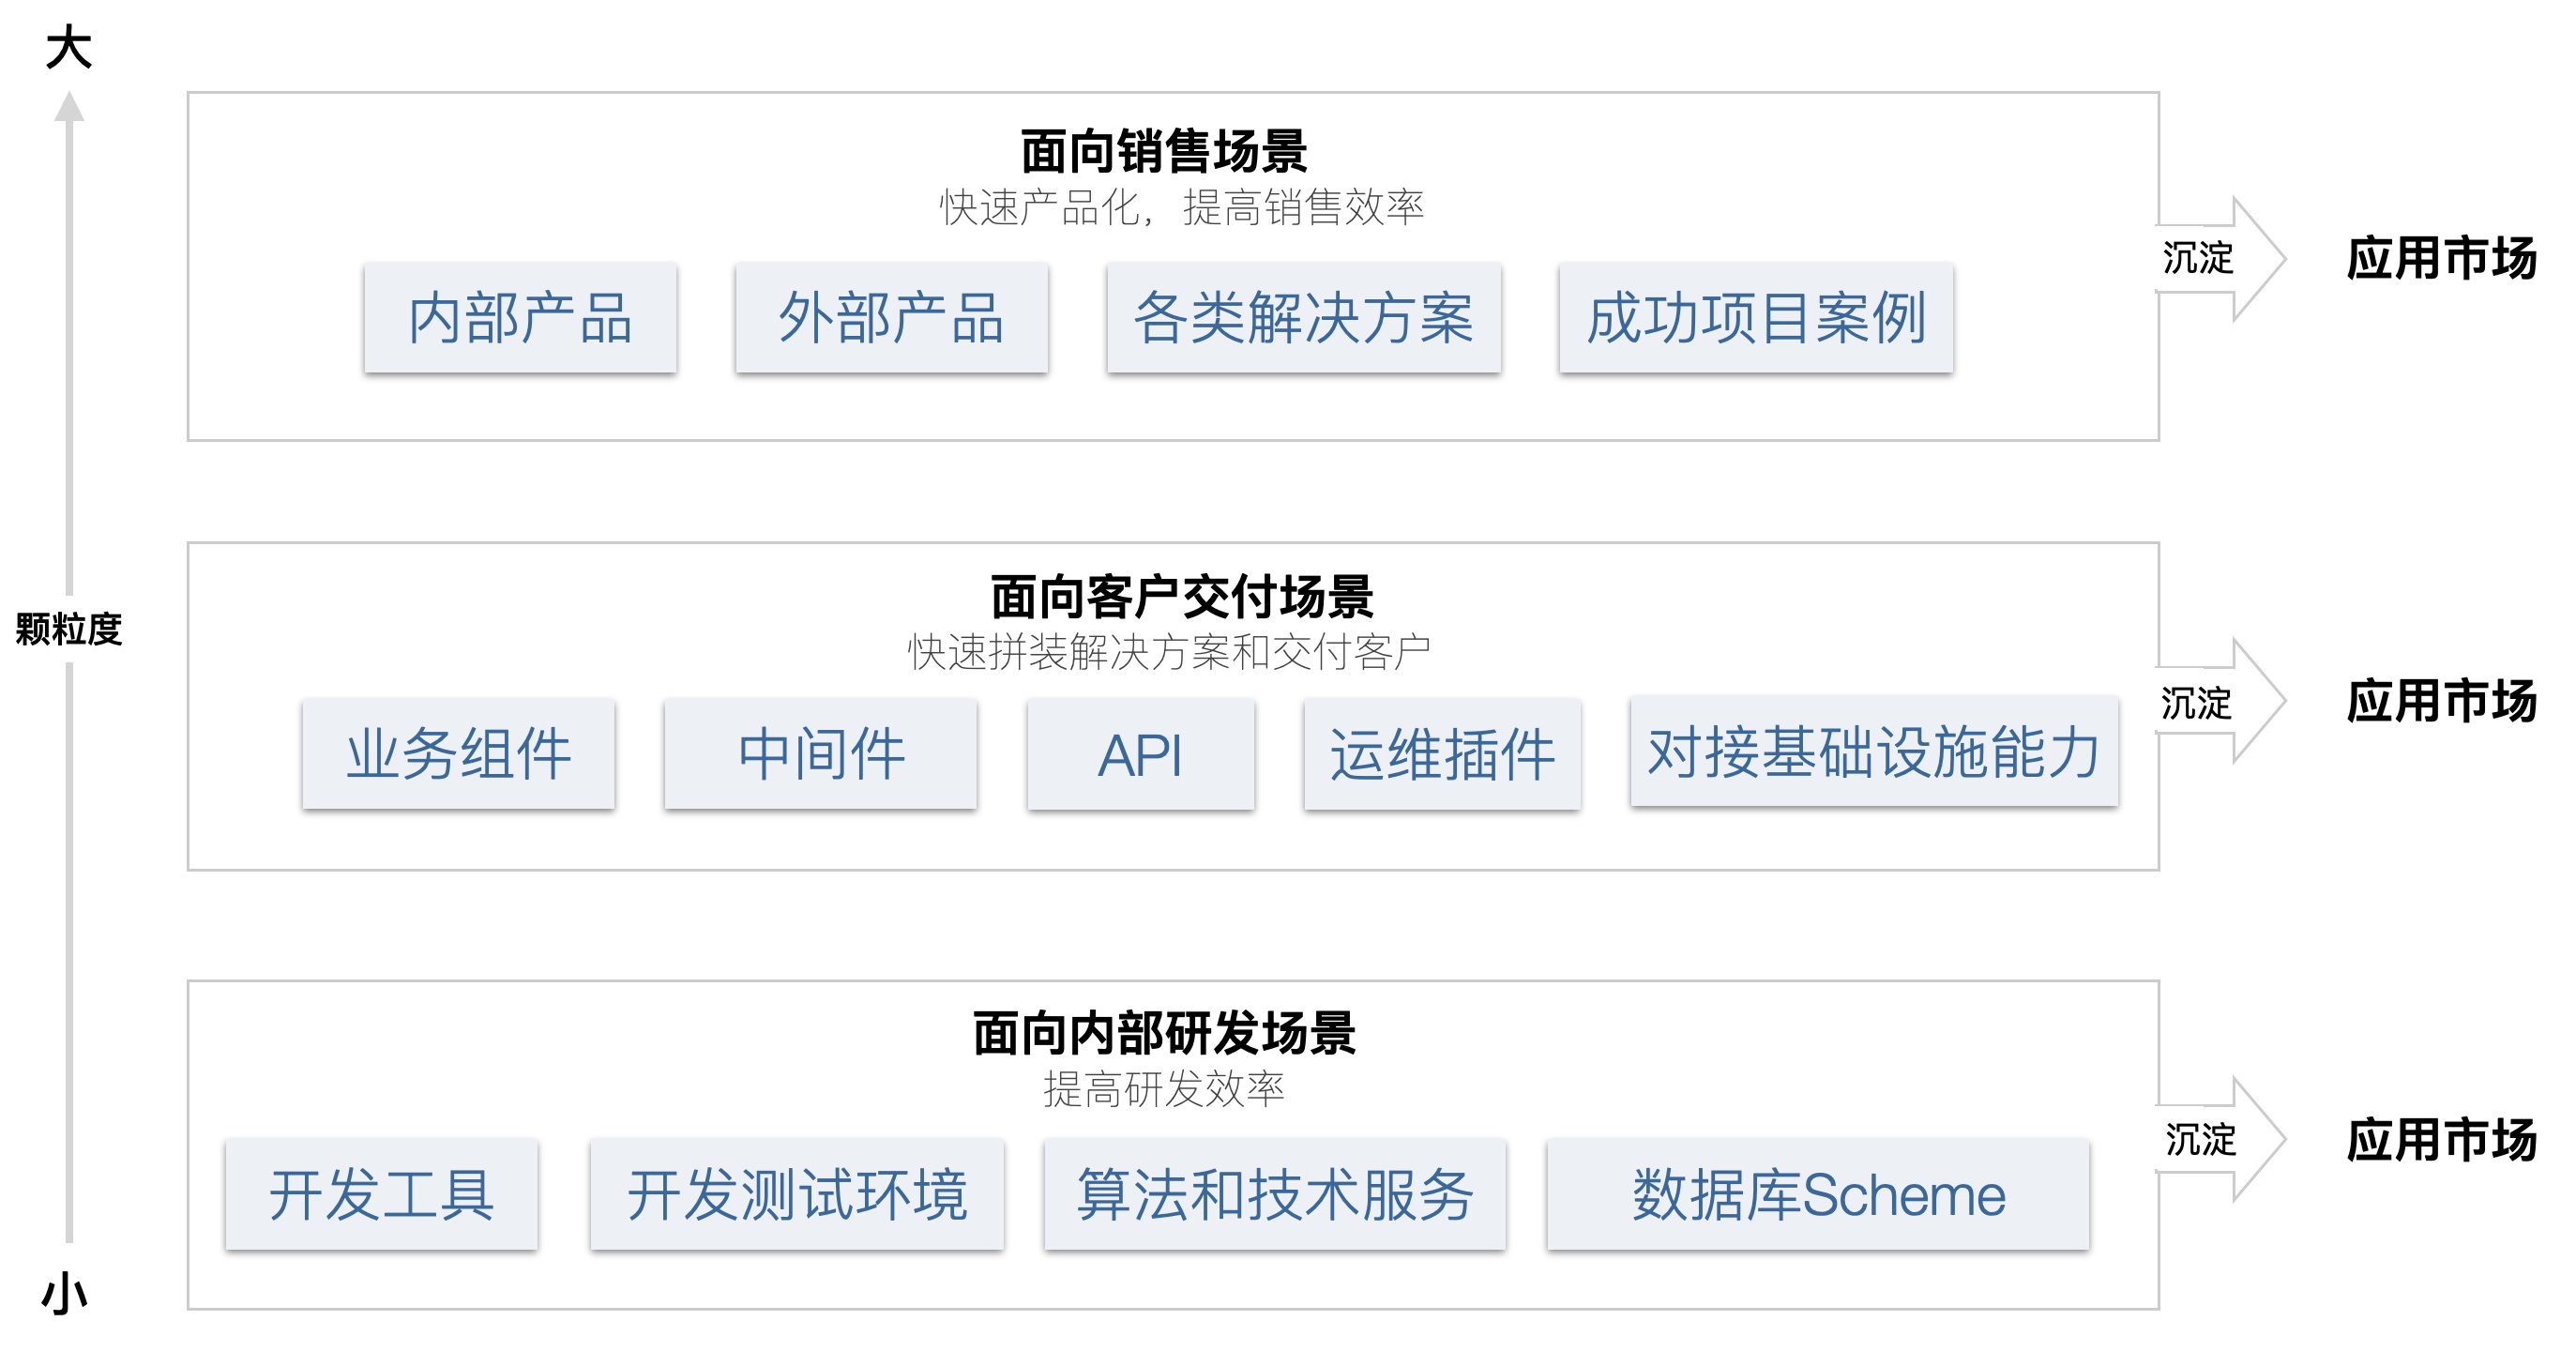 大
面向销售场景
快速产品化，提高销售效率
内部产品 外部产品 各类解决方案 成功项目案例
沉淀 应用市场
颗粒度
面向客户交付场景
快速拼装解决方案和交付客户
业务组件 中间件 API 运维插件 对接基础设施能力
沉淀 应用市场
面向内部研发场景
提高研发效率
开发工具 开发测试环境 算法和技术服务 数据库Scheme
沉淀 应用市场
小